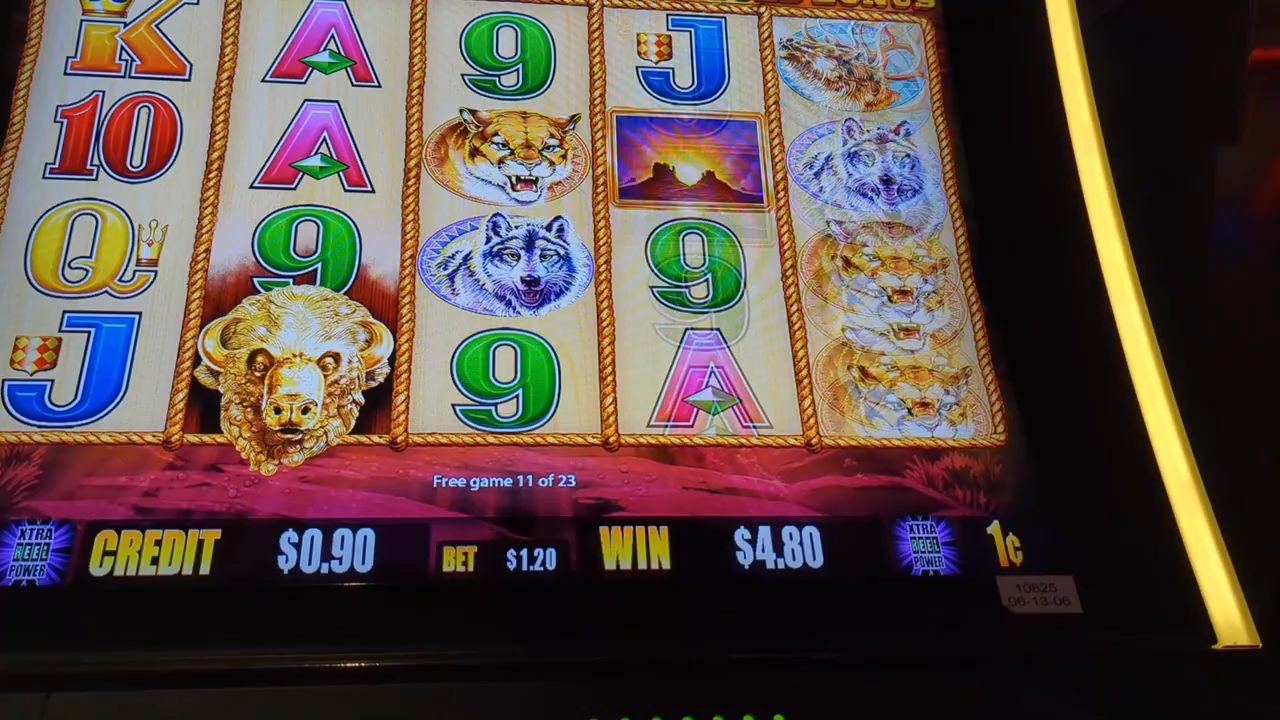 BONUS
K A 9 J
10 A
Q 9 9
J 9 A
Free game 11 of 23
XTRA REEL POWER
CREDIT $0.90 BET $1.20 WIN $4.80
XTRA REEL POWER
1¢
10825
06-13-06